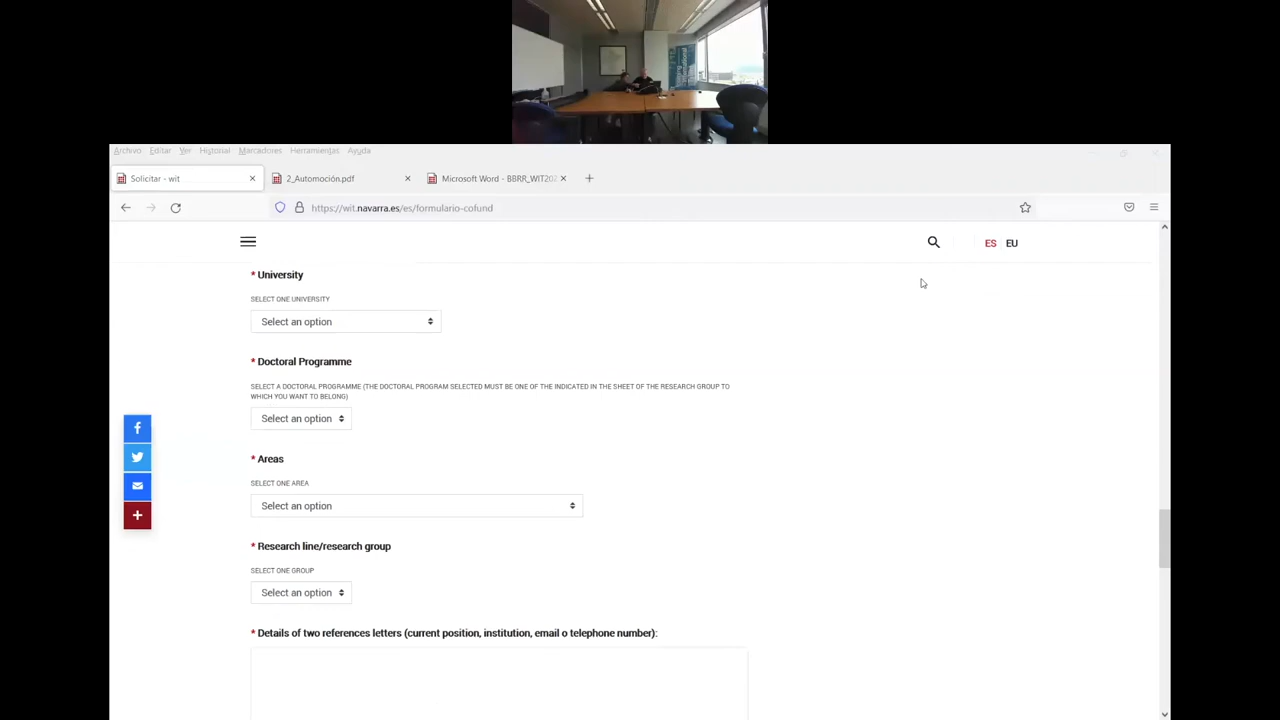 Archivo Editar Ver Historial Marcadores Herramientas Ayuda
Solicitar - wit
2_Automoción.pdf
Microsoft Word - BBRR_WIT202
https://wit.navarra.es/es/formulario-cofund
ES EU
* University
SELECT ONE UNIVERSITY
Select an option
* Doctoral Programme
SELECT A DOCTORAL PROGRAMME (THE DOCTORAL PROGRAM SELECTED MUST BE ONE OF THE INDICATED IN THE SHEET OF THE RESEARCH GROUP TO
WHICH YOU WANT TO BELONG)
Select an option
* Areas
SELECT ONE AREA
Select an option
* Research line/research group
SELECT ONE GROUP
Select an option
* Details of two references letters (current position, institution, email o telephone number):